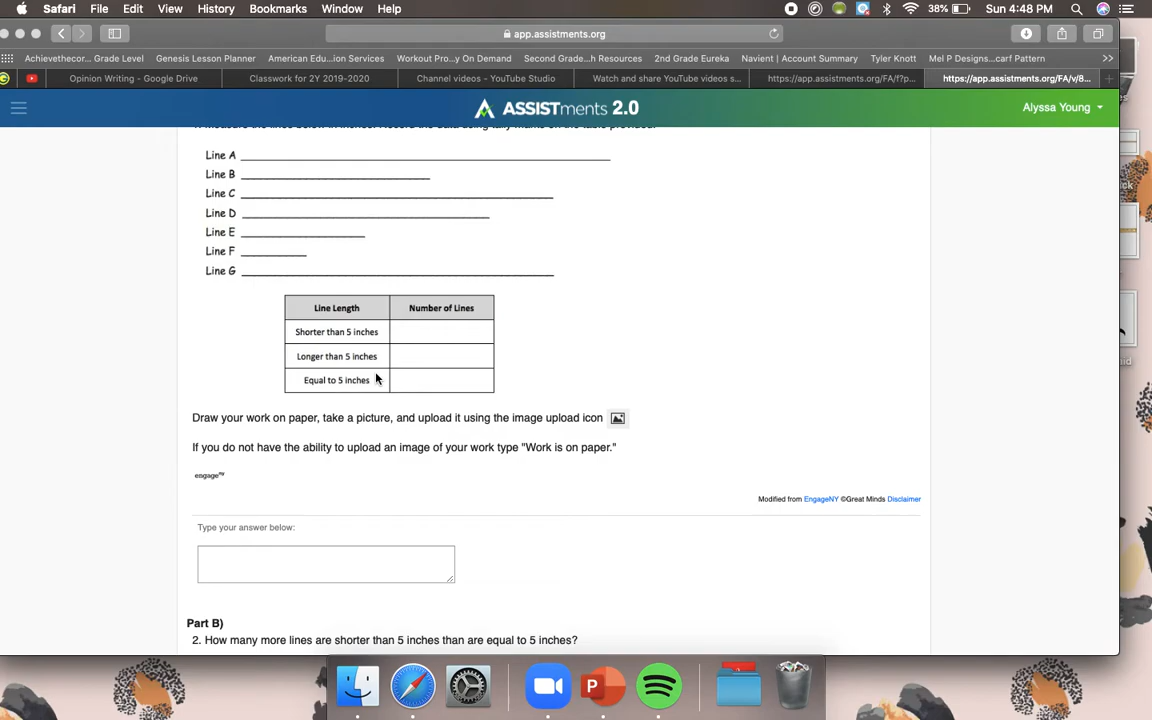 Safari File Edit View History Bookmarks Window Help 38% Sun 4:48 PM
app.assistments.org
Achievethecor...Grade Level Genesis Lesson Planner American Edu...ion Services Workout Pro...y On Demand Second Grade...h Resources 2nd Grade Eureka Navient | Account Summary Tyler Knott Mel P Designs...carf Pattern >>
Opinion Writing - Google Drive Classwork for 2Y 2019-2020 Channel videos - YouTube Studio Watch and share YouTube videos s... https://app.assistments.org/FA/f?p... https://app.assistments.org/FA/v/8...
ASSISTments 2.0 Alyssa Young
Line A
Line B
Line C
Line D
Line E
Line F
Line G
Line Length Number of Lines
Shorter than 5 inches
Longer than 5 inches
Equal to 5 inches
Draw your work on paper, take a picture, and upload it using the image upload icon
If you do not have the ability to upload an image of your work type "Work is on paper."
engageny
Modified from EngageNY ©Great Minds Disclaimer
Type your answer below:
Part B)
2. How many more lines are shorter than 5 inches than are equal to 5 inches?